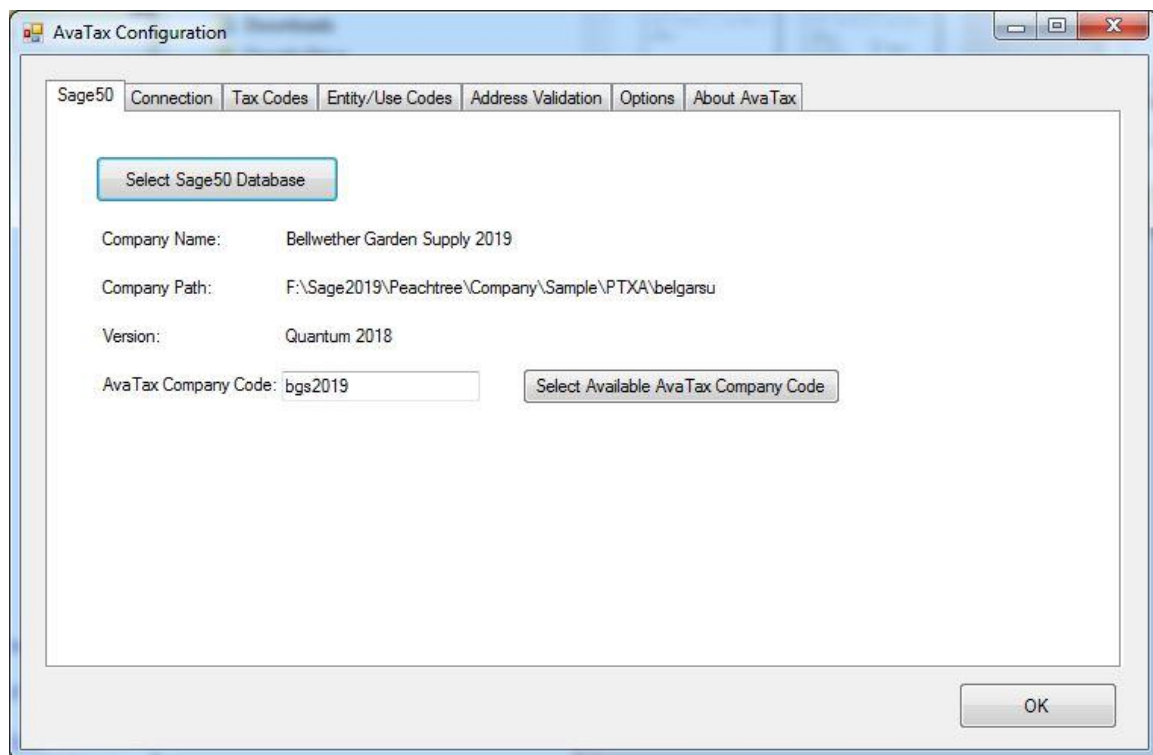 AvaTax Configuration
Sage50 Connection Tax Codes Entity/Use Codes Address Validation Options About AvaTax
Select Sage50 Database
Company Name: Bellwether Garden Supply 2019
Company Path: F:\Sage2019\Peachtree\Company\Sample\PTXA\belgarsu
Version: Quantum 2018
AvaTax Company Code: bgs2019 Select Available AvaTax Company Code
OK